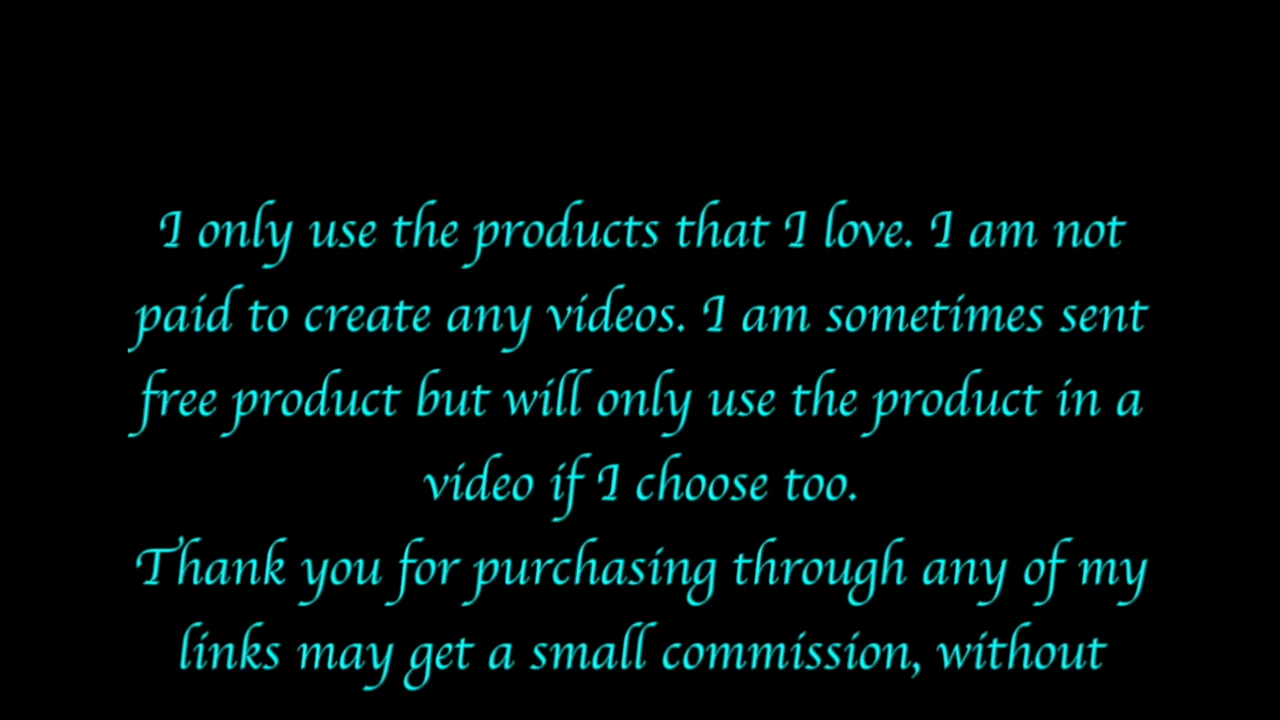 I only use the products that I love. I am not
paid to create any videos. I am sometimes sent
free product but will only use the product in a
video if I choose too.
Thank you for purchasing through any of my
links may get a small commission, without